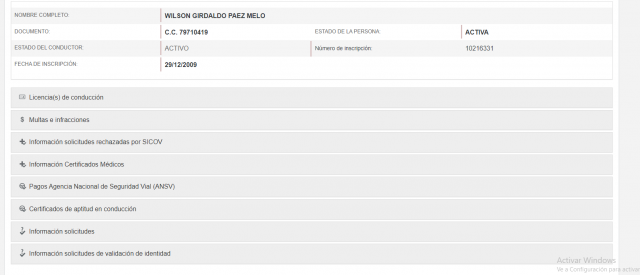 NOMBRE COMPLETO: WILSON GIRDALDO PAEZ MELO
DOCUMENTO: C.C. 79710419 ESTADO DE LA PERSONA: ACTIVA
ESTADO DEL CONDUCTOR: ACTIVO Número de inscripción: 10216331
FECHA DE INSCRIPCIÓN 29/12/2009
Licencia(s) de conducción
Multas e infracciones
Información solicitudes rechazadas por SICOV
Información Certificados Médicos
Pagos Agencia Nacional de Seguridad Vial (ANSV)
Certificados de aptitud en conducción
Información solicitudes
Información solicitudes de validación de identidad
Activar Windows
Ve a Configuración para activar